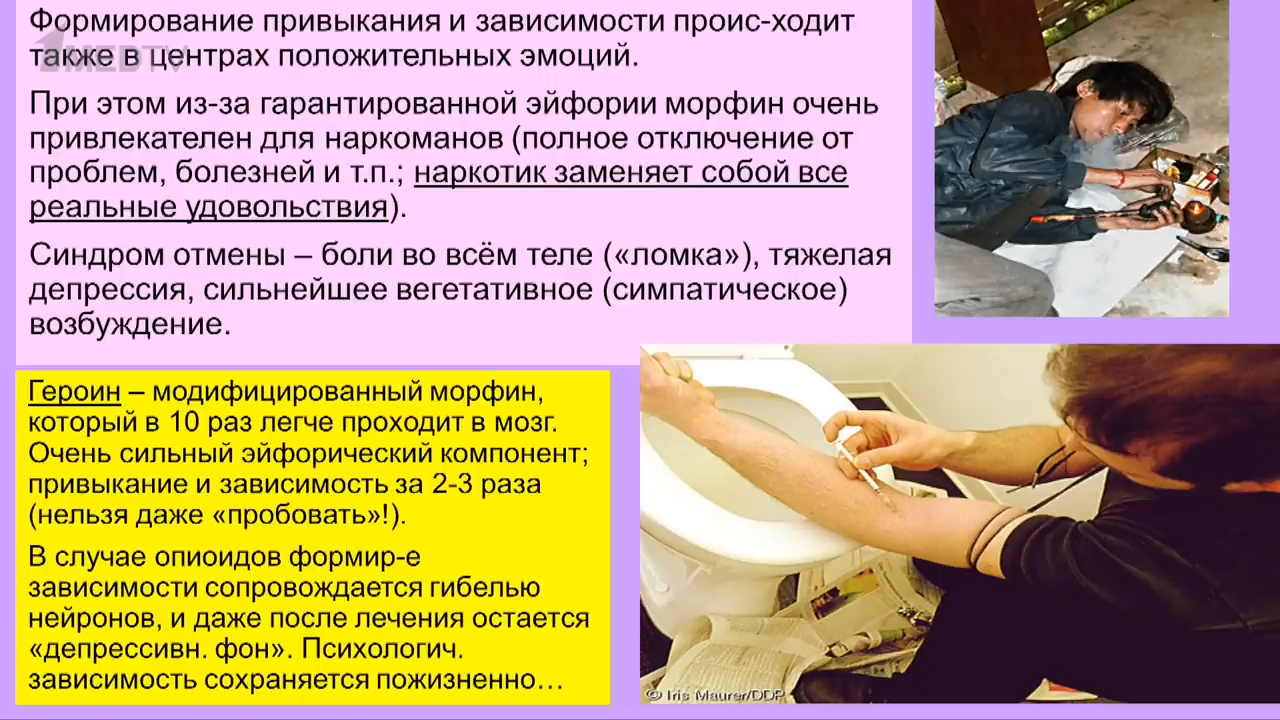 Формирование привыкания и зависимости проис-ходит
также в центрах положительных эмоций.
1MEDTV
При этом из-за гарантированной эйфории морфин очень
привлекателен для наркоманов (полное отключение от
проблем, болезней и т.п.; наркотик заменяет собой все
реальные удовольствия).
Синдром отмены – боли во всём теле («ломка»), тяжелая
депрессия, сильнейшее вегетативное (симпатическое)
возбуждение.
Героин – модифицированный морфин,
который в 10 раз легче проходит в мозг.
Очень сильный эйфорический компонент;
привыкание и зависимость за 2-3 раза
(нельзя даже «пробовать»!).
В случае опиоидов формир-е
зависимости сопровождается гибелью
нейронов, и даже после лечения остается
«депрессивн. фон». Психологич.
зависимость сохраняется пожизненно…
© Iris Maurer/DDP